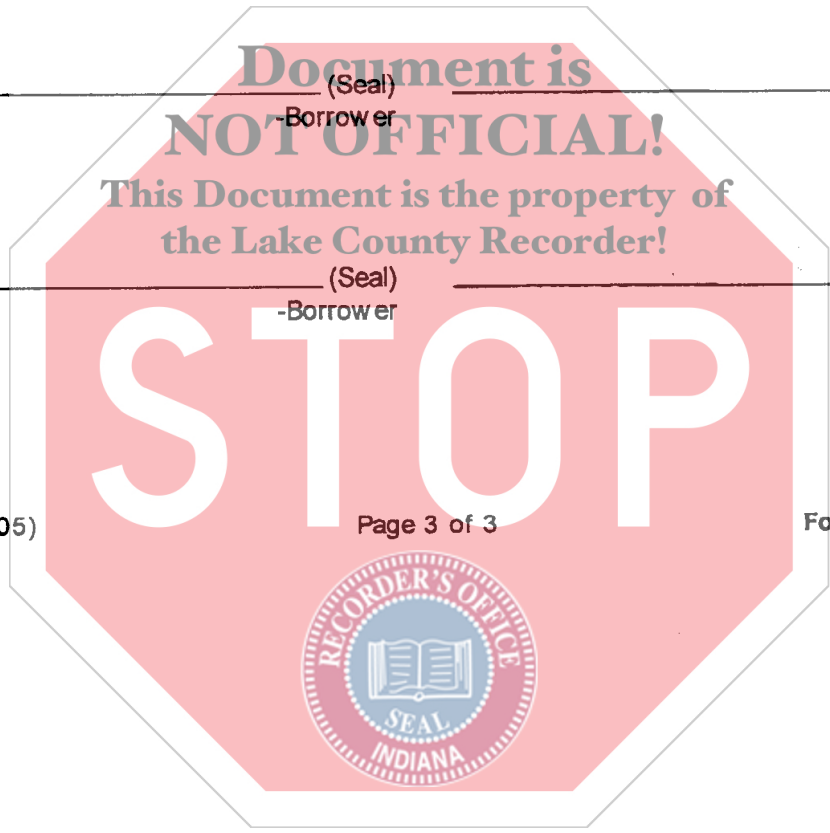 Document is
(Seal)
-Borrower
NOT OFFICIAL!
This Document is the property of
the Lake County Recorder!
(Seal)
-Borrower
STOP
05) Page 3 of 3 Fo
RECORDER'S OFFICE
SEAL
INDIANA